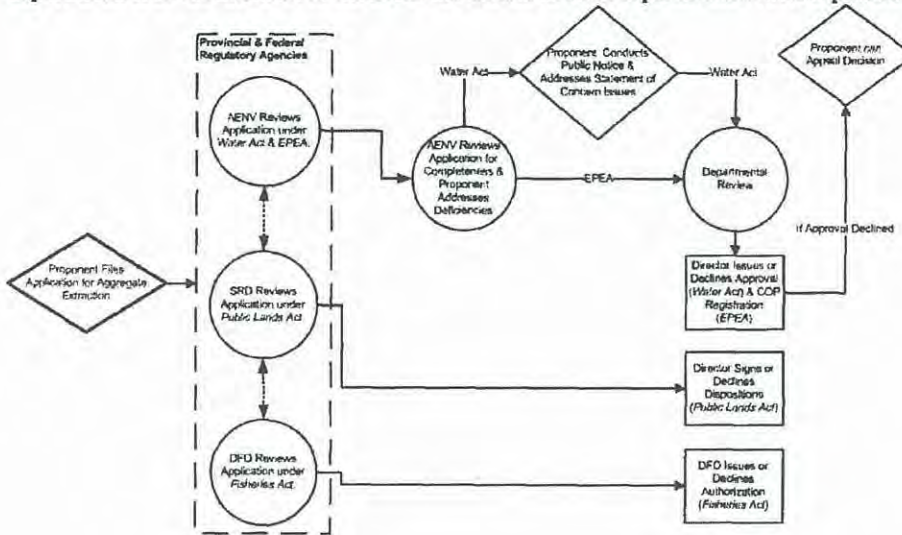 Provincial & Federal
Regulatory Agencies
AENV Reviews
Application under
Water Act & EPEA.
SRD Reviews
Application under
Public Lands Act.
DFO Reviews
Application under
Fisheries Act.
Proponent Files
Application for Aggregate
Extraction
Water Act
AENV Reviews
Application for
Completeners &
Proponent
Addresses
Deficiencies
Proponent Conducts
Public Notice &
Addresses Statement of
Concern Issues
Water Act
EPEA
Departmental
Review
Proponent can
Appeal Decision
If Approval Declined
Director Issues or
Declines Approval
(Water Act) & COP
Registration
(EPEA)
Director Signs or
Declines
Dispositions
(Public Lands Act)
DFO Issues or
Declines
Authorization
(Fisheries Act)